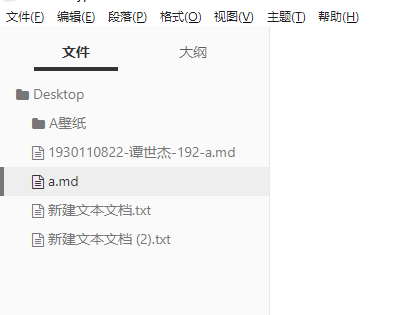 文件(F) 编辑(E) 段落(P) 格式(O) 视图(V) 主题(T) 帮助(H)
文件 大纲
Desktop
A壁纸
1930110822-谭世杰-192-a.md
a.md
新建文本文档.txt
新建文本文档 (2).txt